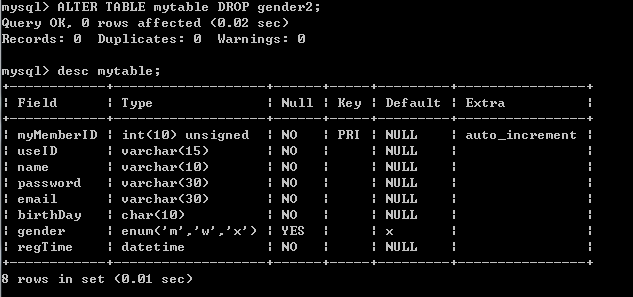 mysql> ALTER TABLE mytable DROP gender2;
Query OK, 0 rows affected (0.02 sec)
Records: 0  Duplicates: 0  Warnings: 0
mysql> desc mytable;
+------------+-------------------+------+-----+---------+----------------+
| Field      | Type              | Null | Key | Default | Extra          |
+------------+-------------------+------+-----+---------+----------------+
| myMemberID | int(10) unsigned  | NO   | PRI | NULL    | auto_increment |
| useID      | varchar(15)       | NO   |     | NULL    |                |
| name       | varchar(10)       | NO   |     | NULL    |                |
| password   | varchar(30)       | NO   |     | NULL    |                |
| email      | varchar(30)       | NO   |     | NULL    |                |
| birthDay   | char(10)          | NO   |     | NULL    |                |
| gender     | enum('m','w','x') | YES  |     | x       |                |
| regTime    | datetime          | NO   |     | NULL    |                |
+------------+-------------------+------+-----+---------+----------------+
8 rows in set (0.01 sec)